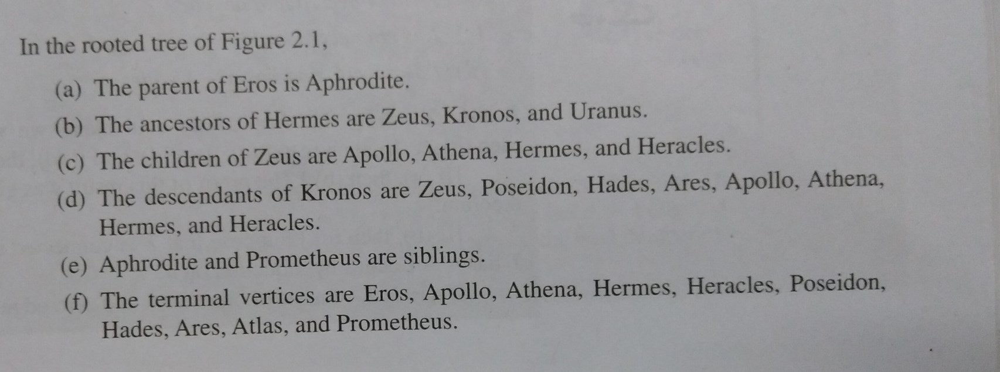 In the rooted tree of Figure 2.1,
(a) The parent of Eros is Aphrodite.
(b) The ancestors of Hermes are Zeus, Kronos, and Uranus.
(c) The children of Zeus are Apollo, Athena, Hermes, and Heracles.
(d) The descendants of Kronos are Zeus, Poseidon, Hades, Ares, Apollo, Athena,
Hermes, and Heracles.
(e) Aphrodite and Prometheus are siblings.
(f) The terminal vertices are Eros, Apollo, Athena, Hermes, Heracles, Poseidon,
Hades, Ares, Atlas, and Prometheus.